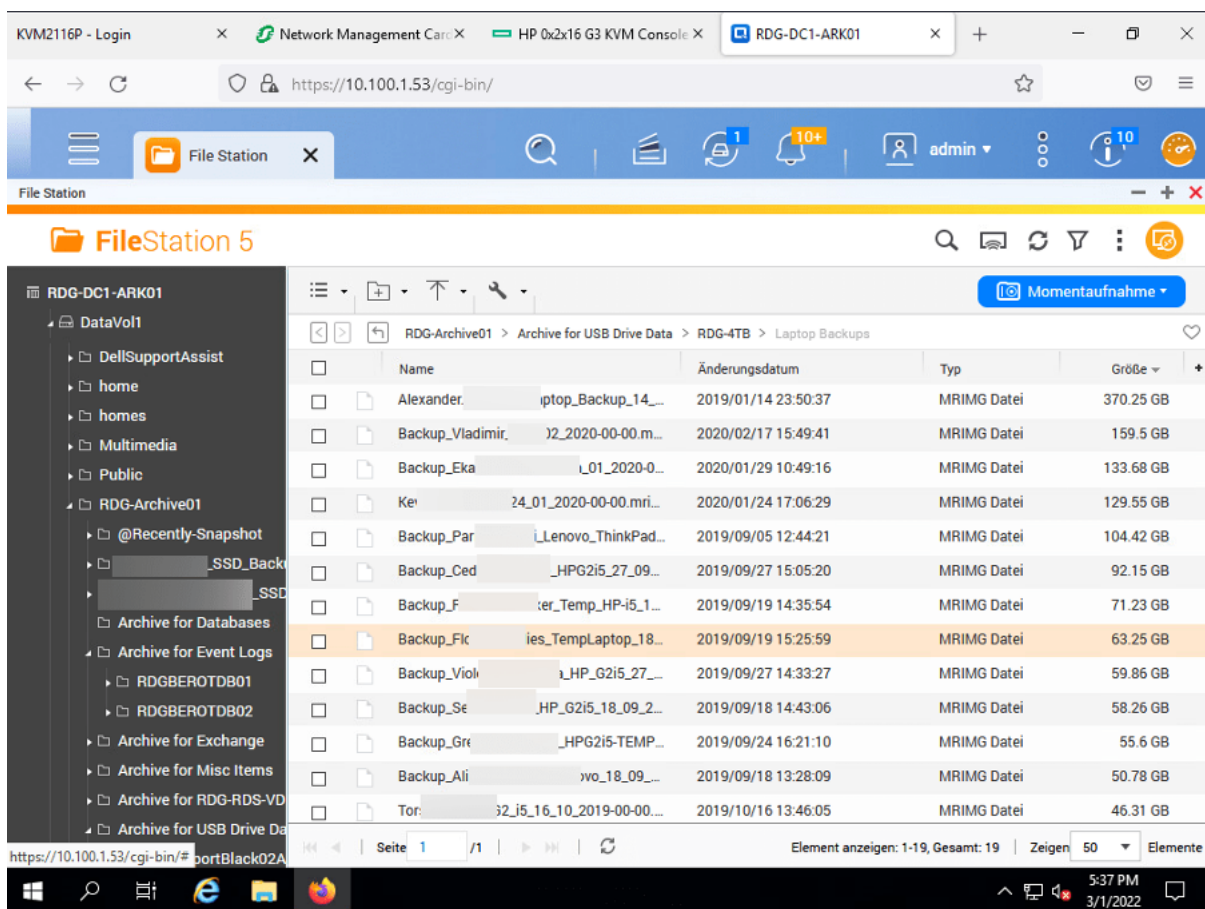 KVM2116P - Login
Network Management Card
HP 0x2x16 G3 KVM Console
RDG-DC1-ARK01
https://10.100.1.53/cgi-bin/
File Station
1
10+
admin
10
File Station
FileStation 5
RDG-DC1-ARK01
DataVol1
DellSupportAssist
home
homes
Multimedia
Public
RDG-Archive01
@Recently-Snapshot
_SSD_Back
_SSD
Archive for Databases
Archive for Event Logs
RDGBEROTDB01
RDGBEROTDB02
Archive for Exchange
Archive for Misc Items
Archive for RDG-RDS-VD
Archive for USB Drive Da
portBlack02A
https://10.100.1.53/cgi-bin/#
Momentaufnahme
RDG-Archive01 > Archive for USB Drive Data > RDG-4TB > Laptop Backups
Name Änderungsdatum Typ Größe
Alexander. ptop_Backup_14_... 2019/01/14 23:50:37 MRIMG Datei 370.25 GB
Backup_Vladimir_ 02_2020-00-00.m... 2020/02/17 15:49:41 MRIMG Datei 159.5 GB
Backup_Eka _01_2020-0... 2020/01/29 10:49:16 MRIMG Datei 133.68 GB
Kev 24_01_2020-00-00.mri... 2020/01/24 17:06:29 MRIMG Datei 129.55 GB
Backup_Par i_Lenovo_ThinkPad... 2019/09/05 12:44:21 MRIMG Datei 104.42 GB
Backup_Ced _HPG2i5_27_09... 2019/09/27 15:05:20 MRIMG Datei 92.15 GB
Backup_F ker_Temp_HP-i5_1... 2019/09/19 14:35:54 MRIMG Datei 71.23 GB
Backup_Flo ies_TempLaptop_18... 2019/09/19 15:25:59 MRIMG Datei 63.25 GB
Backup_Viol a_HP_G2i5_27_... 2019/09/27 14:33:27 MRIMG Datei 59.86 GB
Backup_Se _HP_G2i5_18_09_2... 2019/09/18 14:43:06 MRIMG Datei 58.26 GB
Backup_Gre _HPG2i5-TEMP... 2019/09/24 16:21:10 MRIMG Datei 55.6 GB
Backup_Ali ovo_18_09_... 2019/09/18 13:28:09 MRIMG Datei 50.78 GB
Tor: G2_i5_16_10_2019-00-00.... 2019/10/16 13:46:05 MRIMG Datei 46.31 GB
Seite 1 /1 Element anzeigen: 1-19, Gesamt: 19 Zeigen 50 Elemente
5:37 PM
3/1/2022